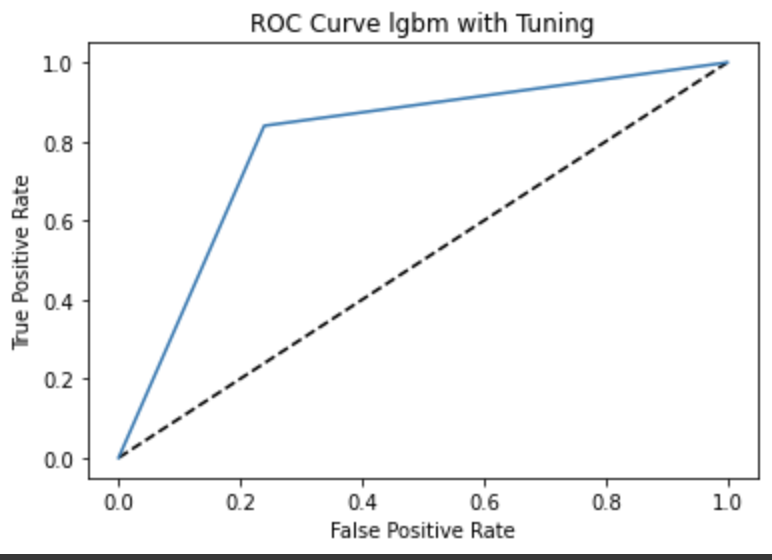 ROC Curve lgbm with Tuning
1.0
0.8
0.6
0.4
0.2
0.0
True Positive Rate
0.0 0.2 0.4 0.6 0.8 1.0
False Positive Rate